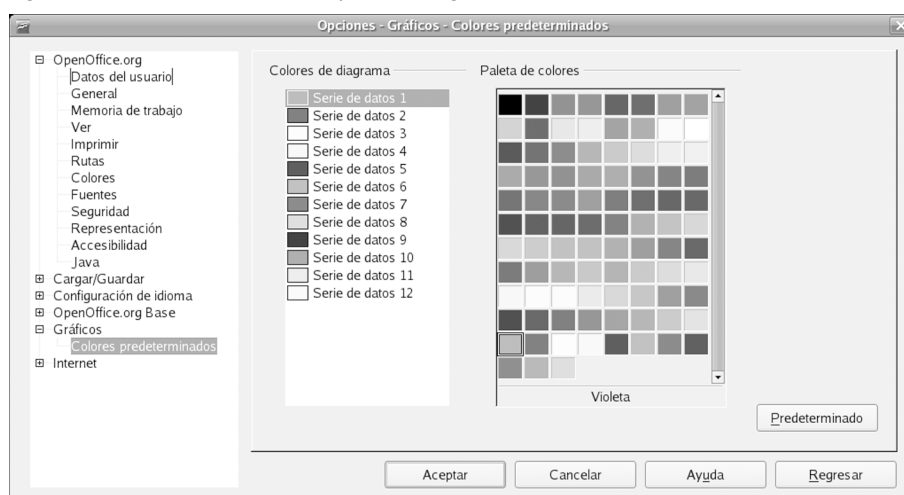 Opciones - Gráficos - Colores predeterminados
OpenOffice.org
Datos del usuario
General
Memoria de trabajo
Ver
Imprimir
Rutas
Colores
Fuentes
Seguridad
Representación
Accesibilidad
Java
Cargar/Guardar
Configuración de idioma
OpenOffice.org Base
Gráficos
Colores predeterminados
Internet
Colores de diagrama
Serie de datos 1
Serie de datos 2
Serie de datos 3
Serie de datos 4
Serie de datos 5
Serie de datos 6
Serie de datos 7
Serie de datos 8
Serie de datos 9
Serie de datos 10
Serie de datos 11
Serie de datos 12
Paleta de colores
Violeta
Predeterminado
Aceptar
Cancelar
Ayuda
Regresar